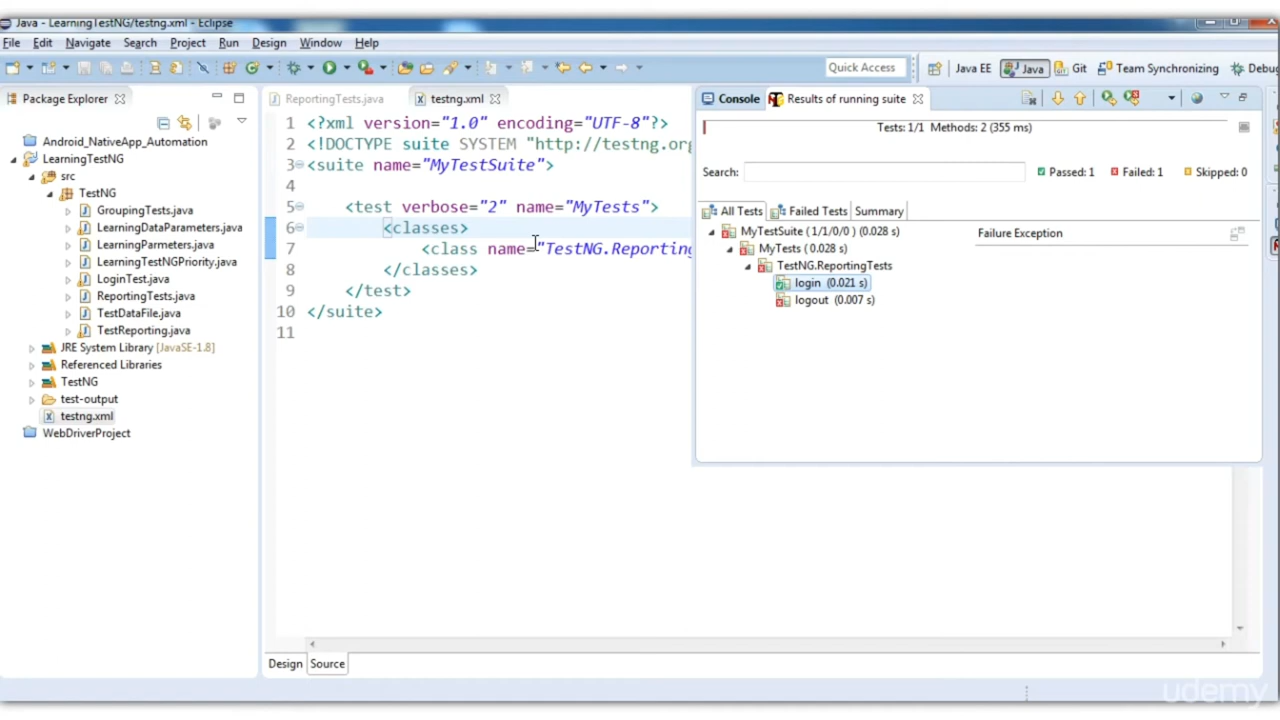 Java - LearningTestNG/testng.xml - Eclipse
File Edit Navigate Search Project Run Design Window Help
Quick Access
Java EE
Java
Git
Team Synchronizing
Debug
Package Explorer
Android_NativeApp_Automation
LearningTestNG
src
TestNG
GroupingTests.java
LearningDataParameters.java
LearningParmeters.java
LearningTestNGPriority.java
LoginTest.java
ReportingTests.java
TestDataFile.java
TestReporting.java
JRE System Library [JavaSE-1.8]
Referenced Libraries
TestNG
test-output
testng.xml
WebDriverProject
ReportingTests.java
testng.xml
1 <?xml version="1.0" encoding="UTF-8"?>
2 <!DOCTYPE suite SYSTEM "http://testng.org
3 <suite name="MyTestSuite">
4
5 <test verbose="2" name="MyTests">
6 <classes>
7 <class name="TestNG.Reporting
8 </classes>
9 </test>
10 </suite>
11
Design Source
Console
Results of running suite
Tests: 1/1 Methods: 2 (355 ms)
Search:
Passed: 1
Failed: 1
Skipped: 0
All Tests
Failed Tests
Summary
MyTestSuite ( 1/1/0/0 ) (0.028 s)
MyTests ( 0.028 s)
TestNG.ReportingTests
login (0.021 s)
logout (0.007 s)
Failure Exception
udemy